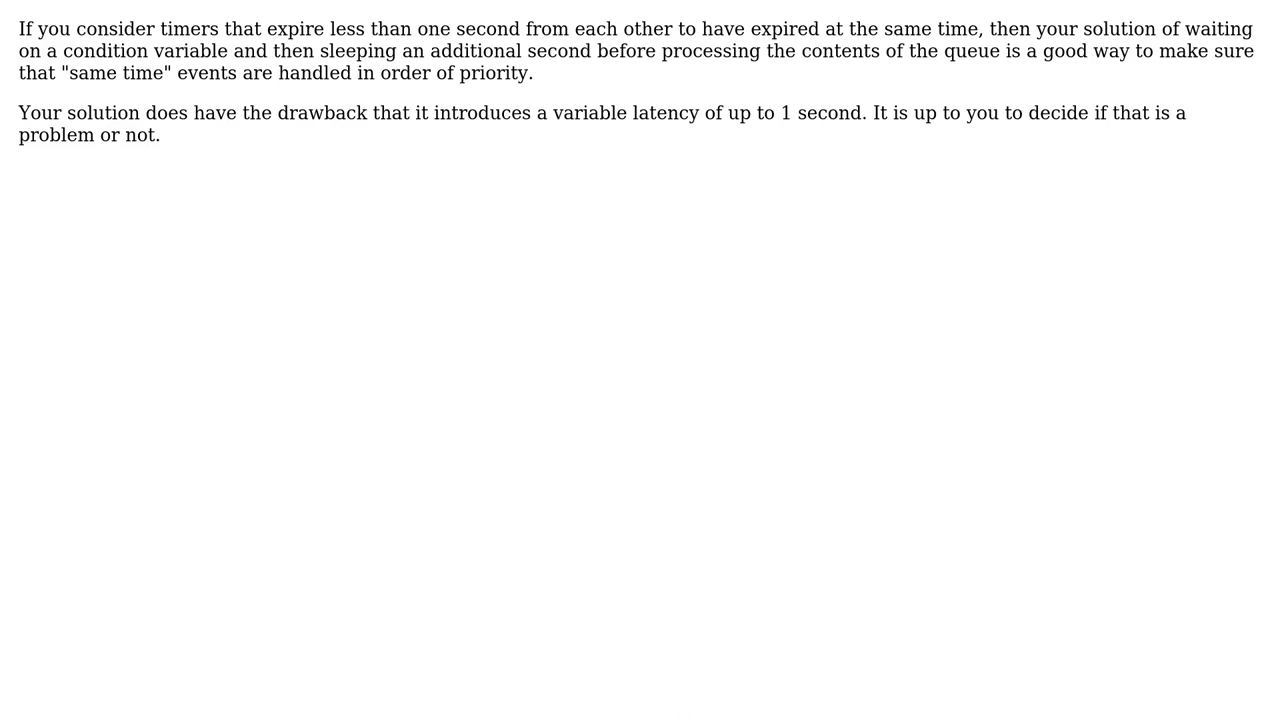 If you consider timers that expire less than one second from each other to have expired at the same time, then your solution of waiting
on a condition variable and then sleeping an additional second before processing the contents of the queue is a good way to make sure
that "same time" events are handled in order of priority.
Your solution does have the drawback that it introduces a variable latency of up to 1 second. It is up to you to decide if that is a
problem or not.